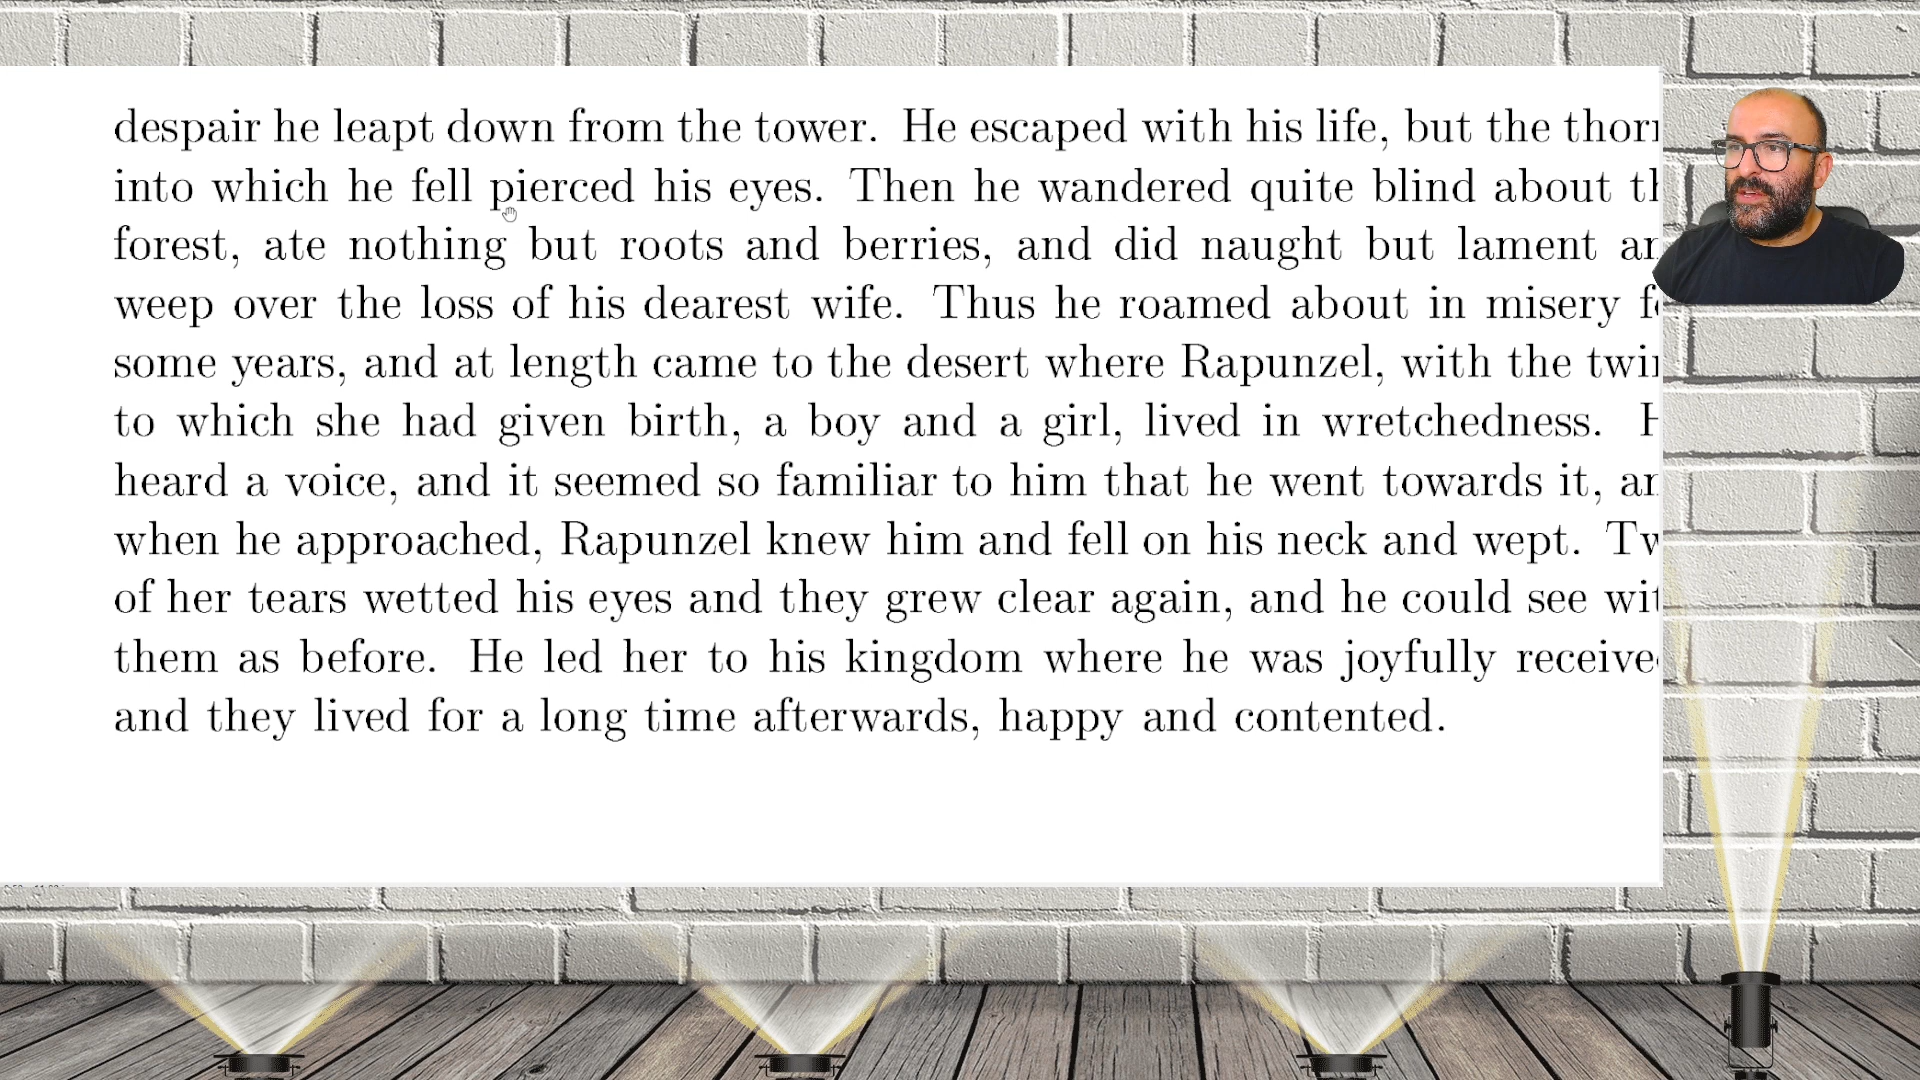 despair he leapt down from the tower. He escaped with his life, but the
into which he fell pierced his eyes. Then he wandered quite blind about
forest, ate nothing but roots and berries, and did naught but lament
weep over the loss of his dearest wife. Thus he roamed about in misery
some years, and at length came to the desert where Rapunzel, with the
to which she had given birth, a boy and a girl, lived in wretchedness.
heard a voice, and it seemed so familiar to him that he went towards it,
when he approached, Rapunzel knew him and fell on his neck and wept.
of her tears wetted his eyes and they grew clear again, and he could see
them as before. He led her to his kingdom where he was joyfully
and they lived for a long time afterwards, happy and contented.